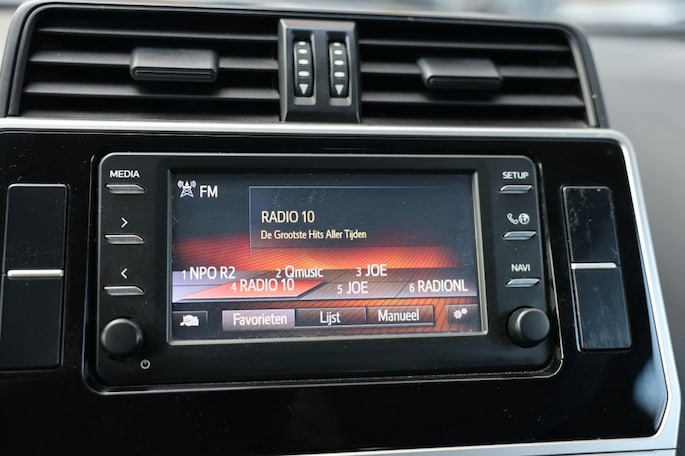 MEDIA
SETUP
FM
RADIO 10
De Grootste Hits Aller Tijden
1 NPO R2 2 Qmusic 3 JOE
4 RADIO 10 5 JOE 6 RADIONL
NAVI
Favorieten Lijst Manueel